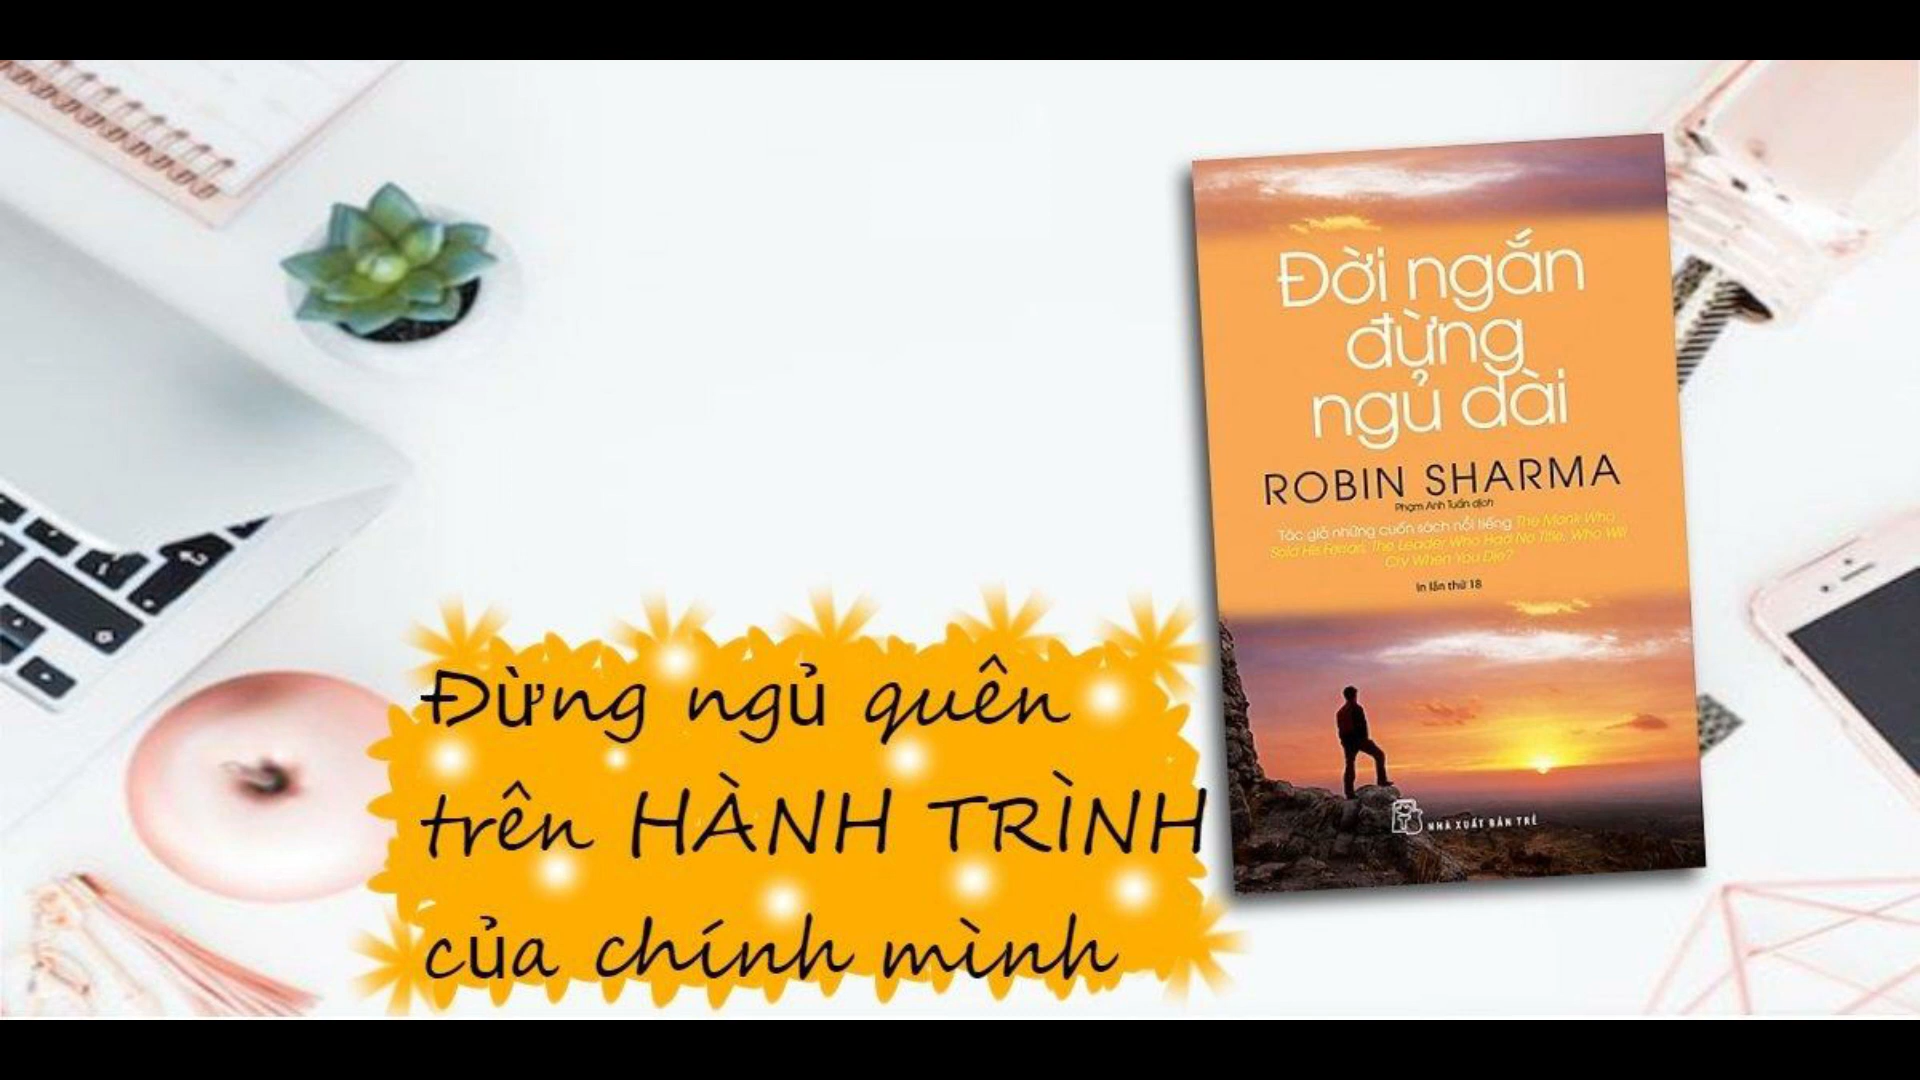 Đời ngắn
đừng
ngủ dài
ROBIN SHARMA
Phạm Anh Tuấn dịch
Tác giả những cuốn sách nổi tiếng The Monk Who
Sold His Ferrari, The Leader Who Had No Title, Who Will
Cry When You Die?
In lần thứ 18
NHÀ XUẤT BẢN TRẺ
Đừng ngủ quên
trên HÀNH TRÌNH
của chính mình